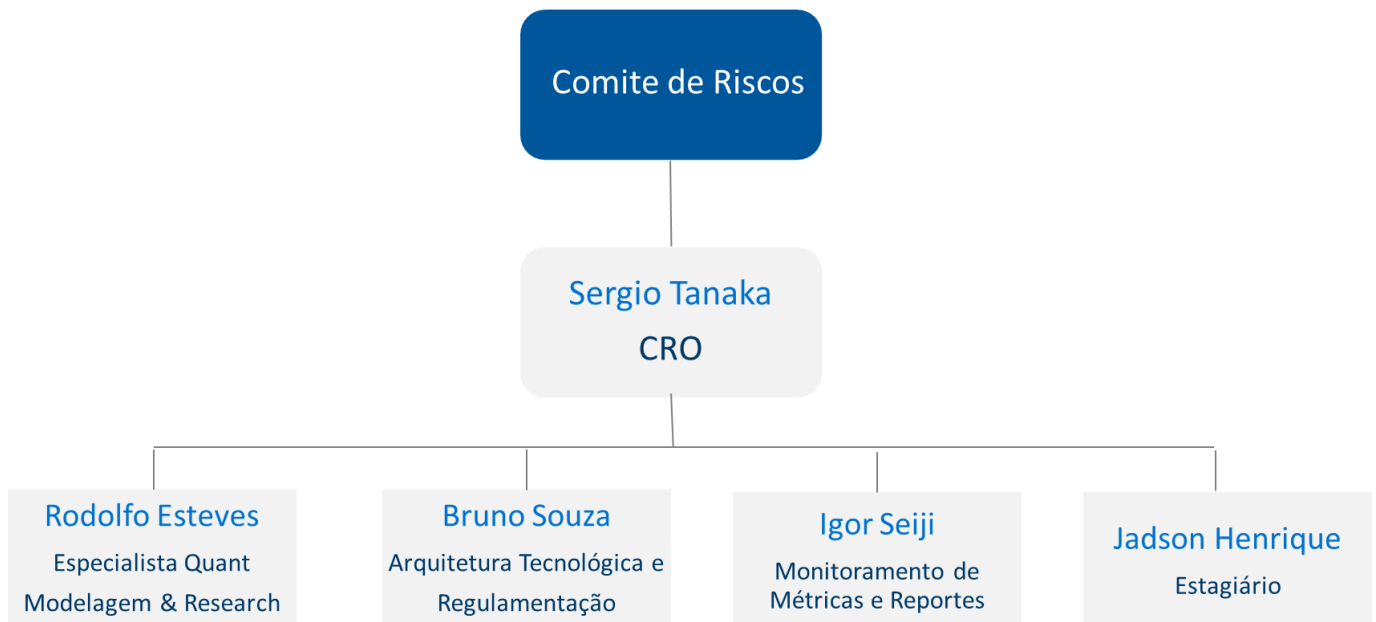 Comite de Riscos
Sergio Tanaka
CRO
Rodolfo Esteves
Especialista Quant
Modelagem & Research
Bruno Souza
Arquitetura Tecnológica e
Regulamentação
Igor Seiji
Monitoramento de
Métricas e Reportes
Jadson Henrique
Estagiário